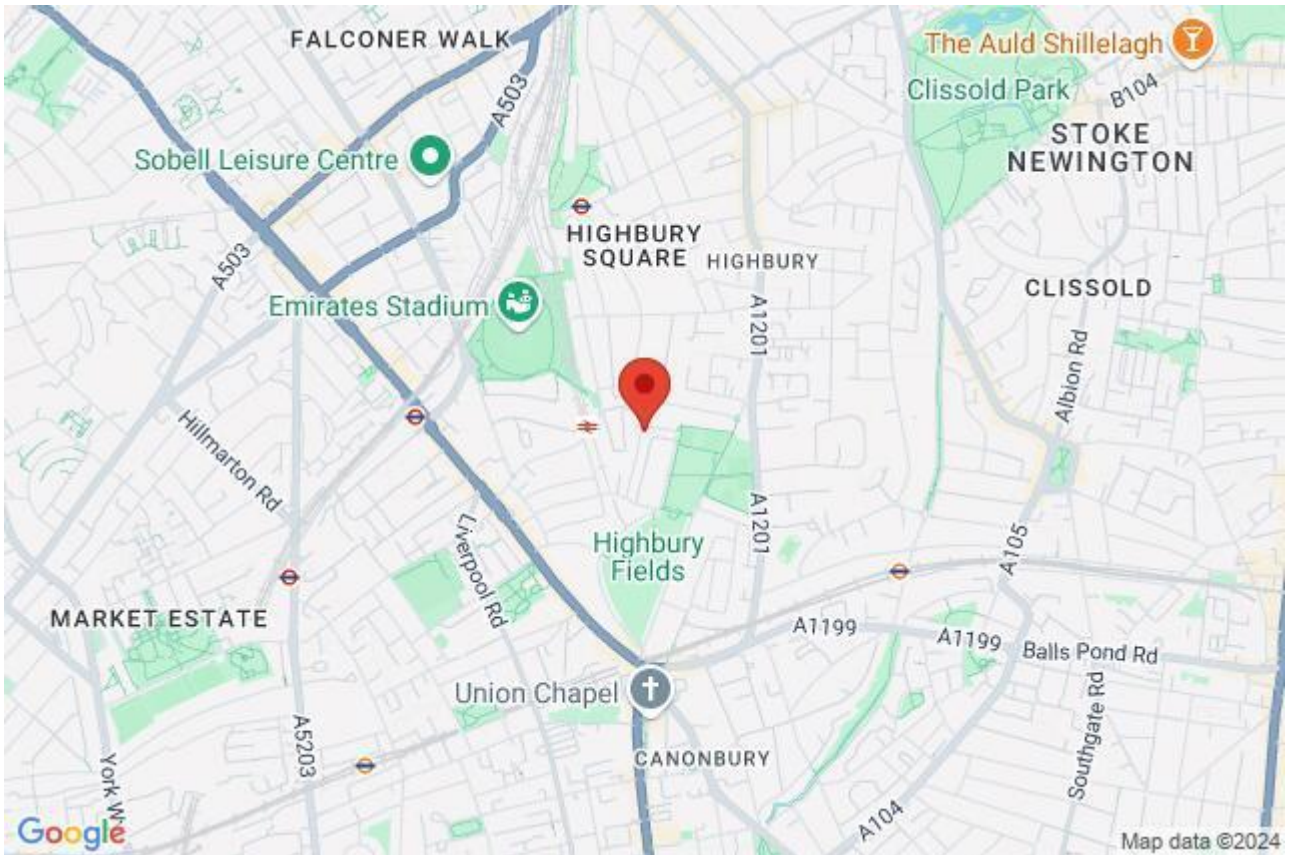 FALCONER WALK
The Auld Shillelagh
Clissold Park
B104
A503
STOKE
NEWINGTON
Sobell Leisure Centre
HIGHBURY
SQUARE
HIGHBURY
A503
CLISSOLD
Emirates Stadium
A1201
Albion Rd
Hillmarton Rd
Liverpool Rd
A1201
Highbury
Fields
A105
MARKET ESTATE
A1199
A1199
Balls Pond Rd
Union Chapel
A5203
Southgate Rd
CANONBURY
York W
A104
Google
Map data ©2024